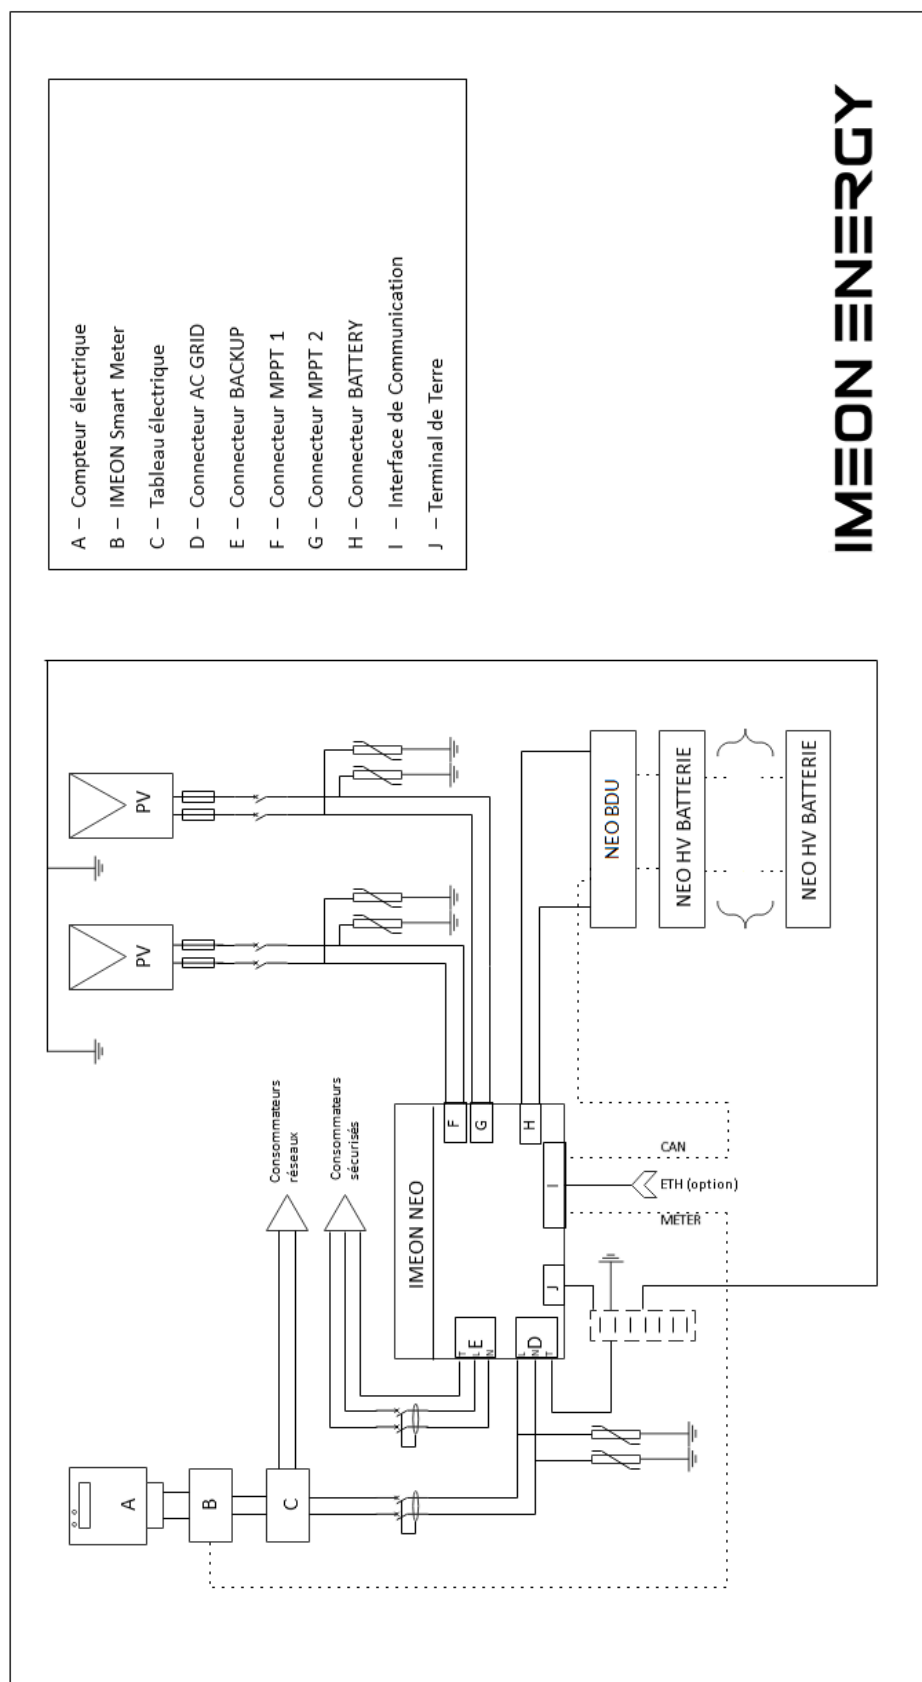 A – Compteur électrique
B – IMEON Smart Meter
C – Tableau électrique
D – Connecteur AC GRID
E – Connecteur BACKUP
F – Connecteur MPPT 1
G – Connecteur MPPT 2
H – Connecteur BATTERY
I – Interface de Communication
J – Terminal de Terre
IMEON ENERGY
PV
PV
Consommateurs
réseaux
Consommateurs
sécurisés
IMEON NEO
A
B
C
E
T
L
N
D
L
N
T
F
G
H
I
J
CAN
ETH (option)
METER
NEO BDU
NEO HV BATTERIE
NEO HV BATTERIE